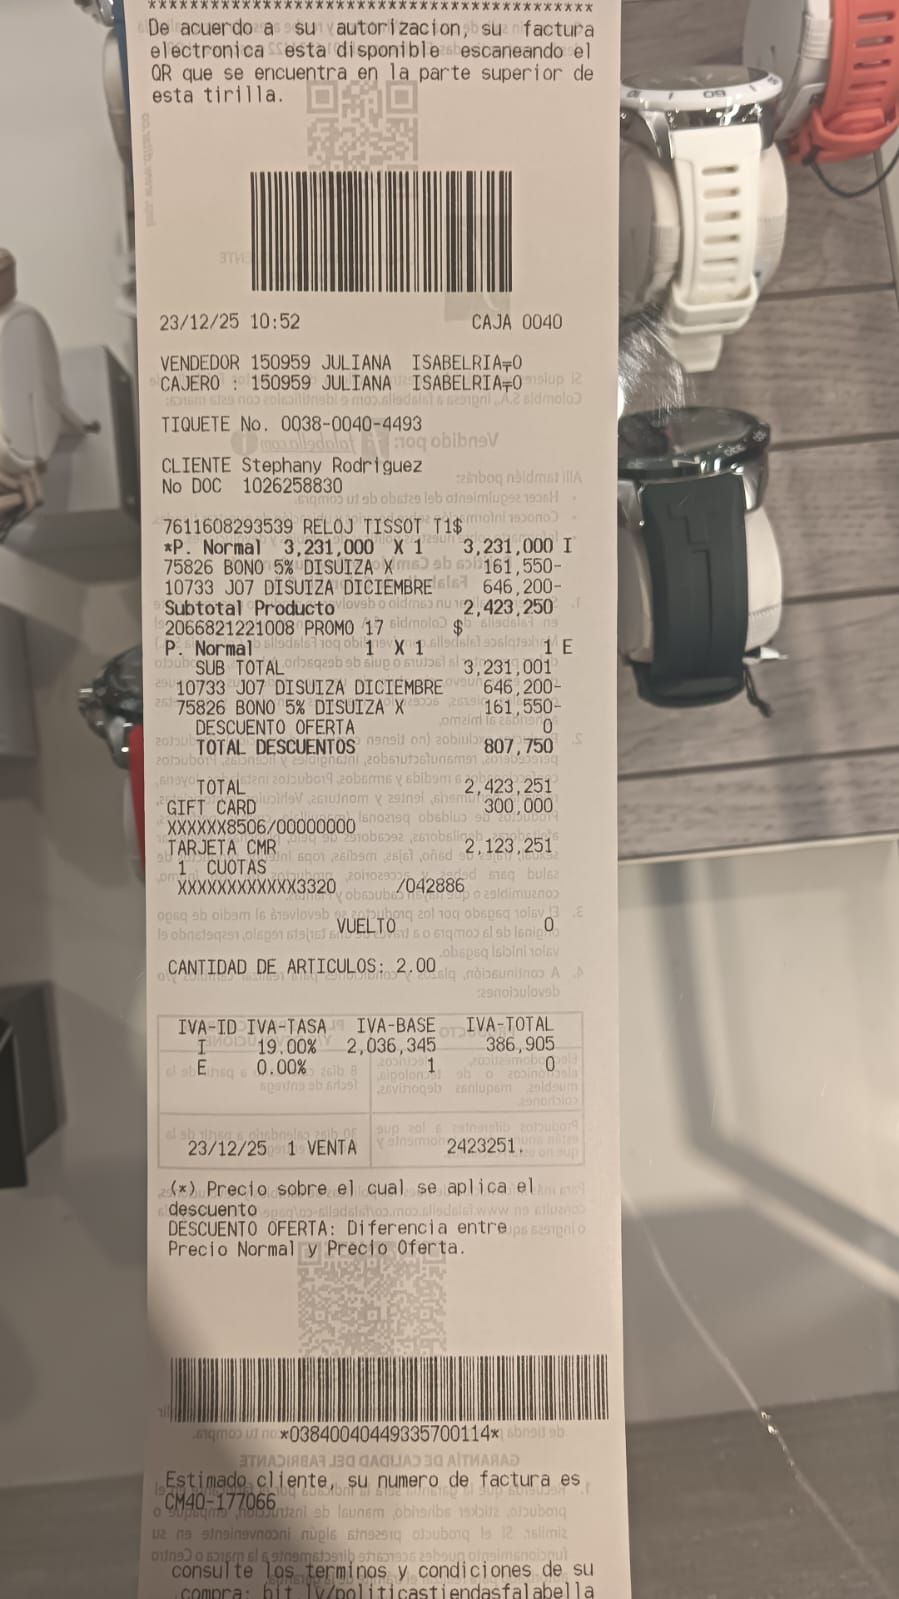 ******************************************
De acuerdo a su autorizacion, su factura
electronica esta disponible escaneando el
QR que se encuentra en la parte superior de
esta tirilla.
23/12/25 10:52 CAJA 0040
VENDEDOR 150959 JULIANA ISABELRIA╤O
CAJERO : 150959 JULIANA ISABELRIA╤O
TIQUETE No. 0038-0040-4493
CLIENTE Stephany Rodriguez
No DOC 1026258830
7611608293539 RELOJ TISSOT T1$
*P. Normal 3,231,000 X 1 3,231,000 I
75826 BONO 5% DISUIZA X 161,550-
10733 J07 DISUIZA DICIEMBRE 646,200-
Subtotal Producto 2,423,250
2066821221008 PROMO 17 $
P. Normal 1 X 1 1 E
SUB TOTAL 3,231,001
10733 J07 DISUIZA DICIEMBRE 646,200-
75826 BONO 5% DISUIZA X 161,550-
DESCUENTO OFERTA 0
TOTAL DESCUENTOS 807,750
TOTAL 2,423,251
GIFT CARD 300,000
XXXXXX8506/00000000
TARJETA CMR 2,123,251
1 CUOTAS
XXXXXXXXXXXX3320 /042886
VUELTO 0
CANTIDAD DE ARTICULOS: 2.00
IVA-ID IVA-TASA IVA-BASE IVA-TOTAL
I 19.00% 2,036,345 386,905
E 0.00% 1 0
23/12/25 1 VENTA 2423251.
(*) Precio sobre el cual se aplica el
descuento
DESCUENTO OFERTA: Diferencia entre
Precio Normal y Precio Oferta.
*03840040449335700114*
Estimado cliente, su numero de factura es
CM40-177066
consulte los terminos y condiciones de su
compra: bit.ly/politicastiendasfalabella